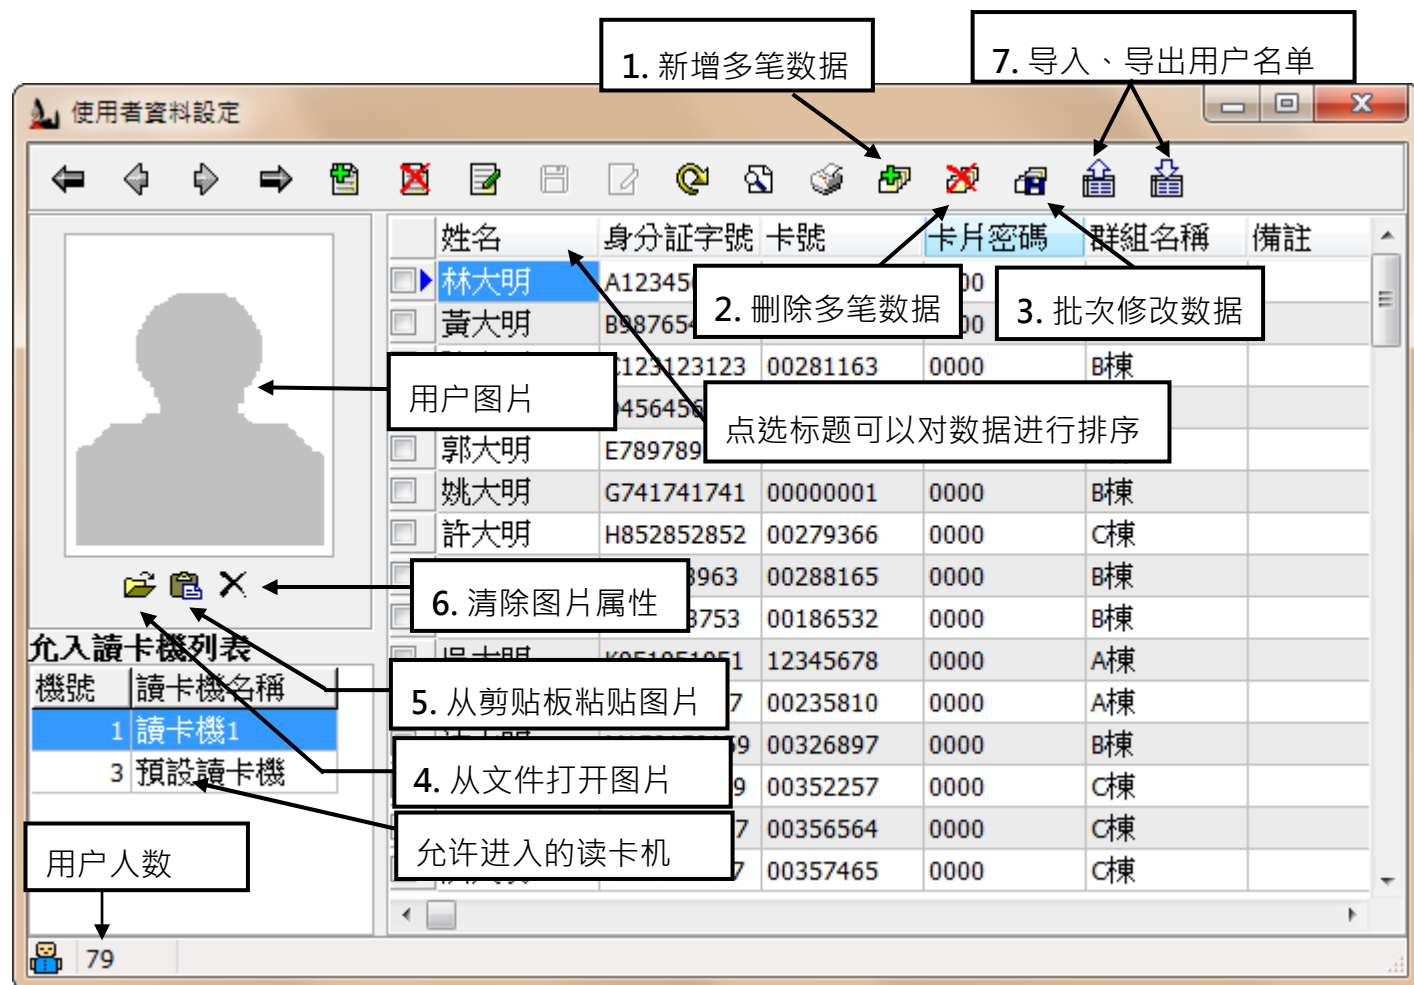 1. 新增多笔数据
7. 导入、导出用户名单
使用者資料設定
姓名 身分証字號 卡號 卡片密碼 群組名稱 備註
林大明
2. 删除多笔数据
3. 批次修改数据
黃大明
C123123123 00281163 0000 B棟
用户图片
点选标题可以对数据进行排序
郭大明
姚大明 G741741741 00000001 0000 B棟
許大明 H852852852 00279366 0000 C棟
00288165 0000 B棟
6. 清除图片属性
00186532 0000 B棟
允入讀卡機列表
12345678 0000 A棟
機號 讀卡機名稱
5. 从剪贴板粘贴图片
00235810 0000 A棟
1 讀卡機1
00326897 0000 B棟
3 預設讀卡機
4. 从文件打开图片
00352257 0000 C棟
00356564 0000 C棟
允许进入的读卡机
用户人数
00357465 0000 C棟
79